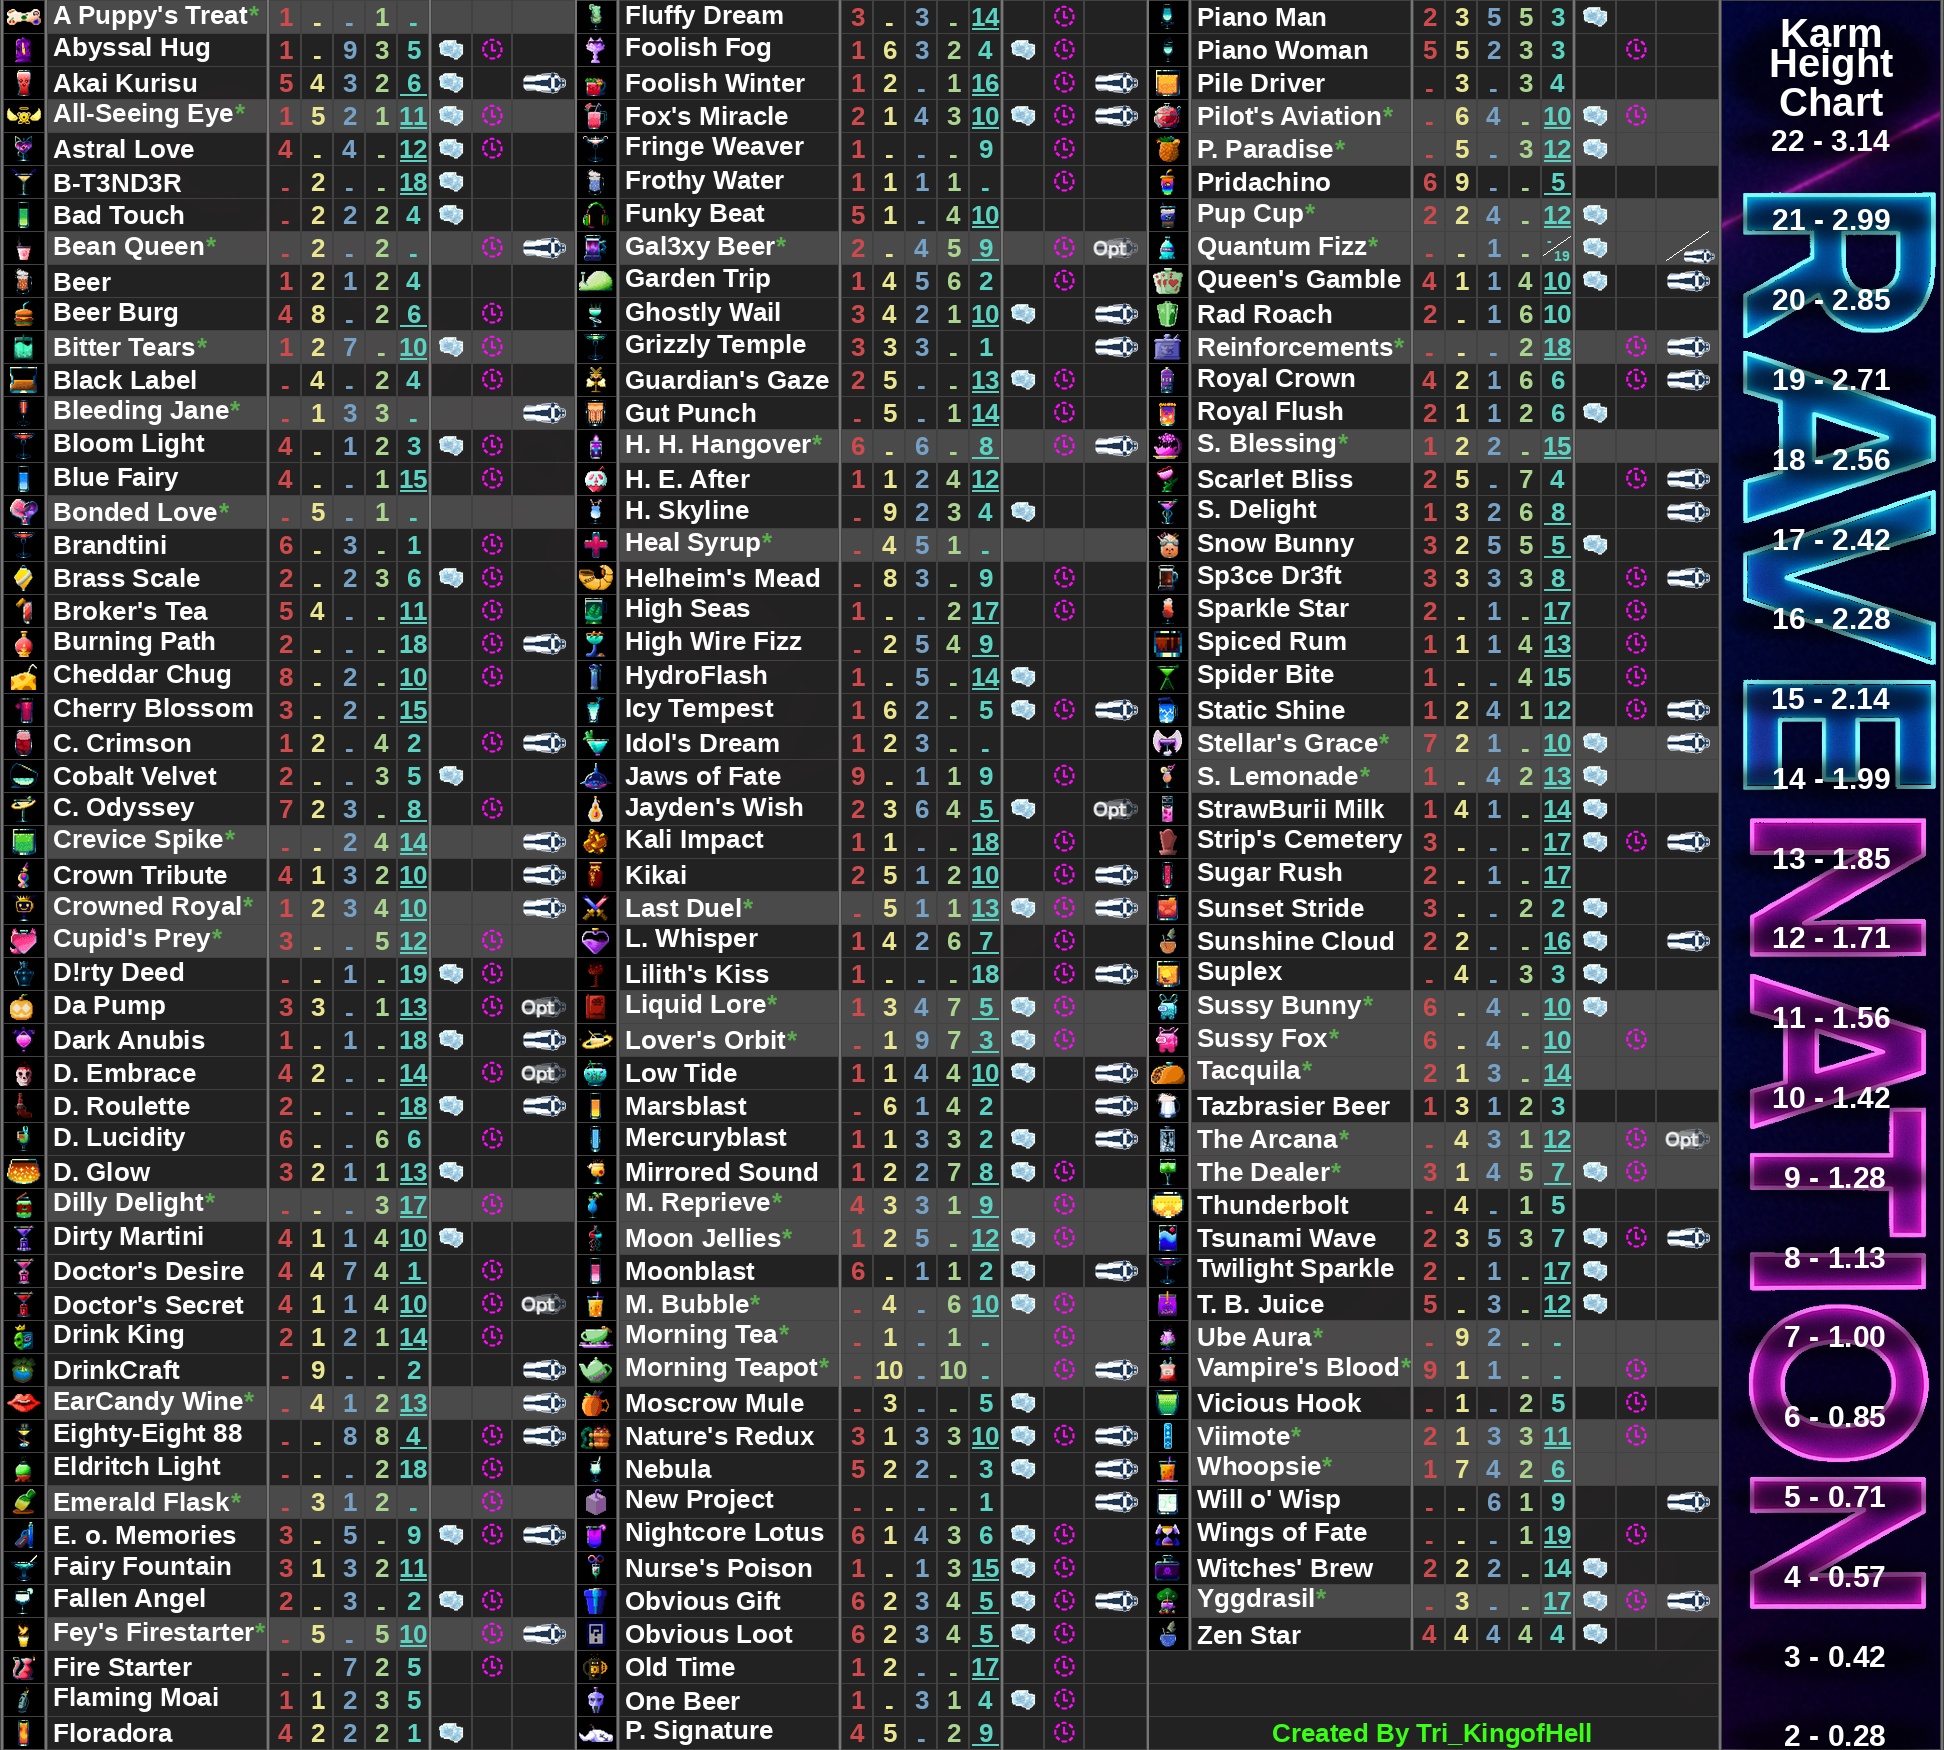 A Puppy's Treat* 1 - - 1 -
Abyssal Hug 1 - 9 3 5
Akai Kurisu 5 4 3 2 6
All-Seeing Eye* 1 5 2 1 11
Astral Love 4 - 4 - 12
B-T3ND3R - 2 - - 18
Bad Touch - 2 2 2 4
Bean Queen* - 2 - 2 -
Beer 1 2 1 2 4
Beer Burg 4 8 - 2 6
Bitter Tears* 1 2 7 - 10
Black Label - 4 - 2 4
Bleeding Jane* - 1 3 3 -
Bloom Light 4 - 1 2 3
Blue Fairy 4 - - 1 15
Bonded Love* - 5 - 1 -
Brandtini 6 - 3 - 1
Brass Scale 2 - 2 3 6
Broker's Tea 5 4 - - 11
Burning Path 2 - - - 18
Cheddar Chug 8 - 2 - 10
Cherry Blossom 3 - 2 - 15
C. Crimson 1 2 - 4 2
Cobalt Velvet 2 - - 3 5
C. Odyssey 7 2 3 - 8
Crevice Spike* - - 2 4 14
Crown Tribute 4 1 3 2 10
Crowned Royal* 1 2 3 4 10
Cupid's Prey* 3 - - 5 12
D!rty Deed - - 1 - 19
Da Pump 3 3 - 1 13 Opt
Dark Anubis 1 - 1 - 18
D. Embrace 4 2 - - 14 Opt
D. Roulette 2 - - - 18
D. Lucidity 6 - - 6 6
D. Glow 3 2 1 1 13
Dilly Delight* - - - 3 17
Dirty Martini 4 1 1 4 10
Doctor's Desire 4 4 7 4 1
Doctor's Secret 4 1 1 4 10 Opt
Drink King 2 1 2 1 14
DrinkCraft - 9 - - 2
EarCandy Wine* - 4 1 2 13
Eighty-Eight 88 - - 8 8 4
Eldritch Light - - - 2 18
Emerald Flask* - 3 1 2 -
E. o. Memories 3 - 5 - 9
Fairy Fountain 3 1 3 2 11
Fallen Angel 2 - 3 - 2
Fey's Firestarter* - 5 - 5 10
Fire Starter - - 7 2 5
Flaming Moai 1 1 2 3 5
Floradora 4 2 2 2 1
Fluffy Dream 3 - 3 - 14
Foolish Fog 1 6 3 2 4
Foolish Winter 1 2 - 1 16
Fox's Miracle 2 1 4 3 10
Fringe Weaver 1 - - - 9
Frothy Water 1 1 1 1 -
Funky Beat 5 1 - 4 10
Gal3xy Beer* 2 - 4 5 9 Opt
Garden Trip 1 4 5 6 2
Ghostly Wail 3 4 2 1 10
Grizzly Temple 3 3 3 - 1
Guardian's Gaze 2 5 - - 13
Gut Punch - 5 - 1 14
H. H. Hangover* 6 - 6 - 8
H. E. After 1 1 2 4 12
H. Skyline - 9 2 3 4
Heal Syrup* - 4 5 1 -
Helheim's Mead - 8 3 - 9
High Seas 1 - - 2 17
High Wire Fizz - 2 5 4 9
HydroFlash 1 - 5 - 14
Icy Tempest 1 6 2 - 5
Idol's Dream 1 2 3 - -
Jaws of Fate 9 - 1 1 9
Jayden's Wish 2 3 6 4 5 Opt
Kali Impact 1 1 - - 18
Kikai 2 5 1 2 10
Last Duel* - 5 1 1 13
L. Whisper 1 4 2 6 7
Lilith's Kiss 1 - - - 18
Liquid Lore* 1 3 4 7 5
Lover's Orbit* - 1 9 7 3
Low Tide 1 1 4 4 10
Marsblast - 6 1 4 2
Mercuryblast 1 1 3 3 2
Mirrored Sound 1 2 2 7 8
M. Reprieve* 4 3 3 1 9
Moon Jellies* 1 2 5 - 12
Moonblast 6 - 1 1 2
M. Bubble* - 4 - 6 10
Morning Tea* - 1 - 1 -
Morning Teapot* - 10 - 10 -
Moscrow Mule - 3 - - 5
Nature's Redux 3 1 3 3 10
Nebula 5 2 2 - 3
New Project - - - - 1
Nightcore Lotus 6 1 4 3 6
Nurse's Poison 1 - 1 3 15
Obvious Gift 6 2 3 4 5
Obvious Loot 6 2 3 4 5
Old Time 1 2 - - 17
One Beer 1 - 3 1 4
P. Signature 4 5 - 2 9
Piano Man 2 3 5 5 3
Piano Woman 5 5 2 3 3
Pile Driver - 3 - 3 4
Pilot's Aviation* - 6 4 - 10
P. Paradise* - 5 - 3 12
Pridachino 6 9 - - 5
Pup Cup* 2 2 4 - 12
Quantum Fizz* - - 1 - -/19
Queen's Gamble 4 1 1 4 10
Rad Roach 2 - 1 6 10
Reinforcements* - - - 2 18
Royal Crown 4 2 1 6 6
Royal Flush 2 1 1 2 6
S. Blessing* 1 2 2 - 15
Scarlet Bliss 2 5 - 7 4
S. Delight 1 3 2 6 8
Snow Bunny 3 2 5 5 5
Sp3ce Dr3ft 3 3 3 3 8
Sparkle Star 2 - 1 - 17
Spiced Rum 1 1 1 4 13
Spider Bite 1 - - 4 15
Static Shine 1 2 4 1 12
Stellar's Grace* 7 2 1 - 10
S. Lemonade* 1 - 4 2 13
StrawBurii Milk 1 4 1 - 14
Strip's Cemetery 3 - - - 17
Sugar Rush 2 - 1 - 17
Sunset Stride 3 - - 2 2
Sunshine Cloud 2 2 - - 16
Suplex - 4 - 3 3
Sussy Bunny* 6 - 4 - 10
Sussy Fox* 6 - 4 - 10
Tacquila* 2 1 3 - 14
Tazbrasier Beer 1 3 1 2 3
The Arcana* - 4 3 1 12 Opt
The Dealer* 3 1 4 5 7
Thunderbolt - 4 - 1 5
Tsunami Wave 2 3 5 3 7
Twilight Sparkle 2 - 1 - 17
T. B. Juice 5 - 3 - 12
Ube Aura* - 9 2 - -
Vampire's Blood* 9 1 1 - -
Vicious Hook - 1 - 2 5
Viimote* 2 1 3 3 11
Whoopsie* 1 7 4 2 6
Will o' Wisp - - 6 1 9
Wings of Fate - - - 1 19
Witches' Brew 2 2 2 - 14
Yggdrasil* - 3 - - 17
Zen Star 4 4 4 4 4
Created By Tri_KingofHell
Karm
Height
Chart
22 - 3.14
21 - 2.99
20 - 2.85
19 - 2.71
18 - 2.56
17 - 2.42
16 - 2.28
15 - 2.14
14 - 1.99
13 - 1.85
12 - 1.71
11 - 1.56
10 - 1.42
9 - 1.28
8 - 1.13
7 - 1.00
6 - 0.85
5 - 0.71
4 - 0.57
3 - 0.42
2 - 0.28
RAVE
NATION